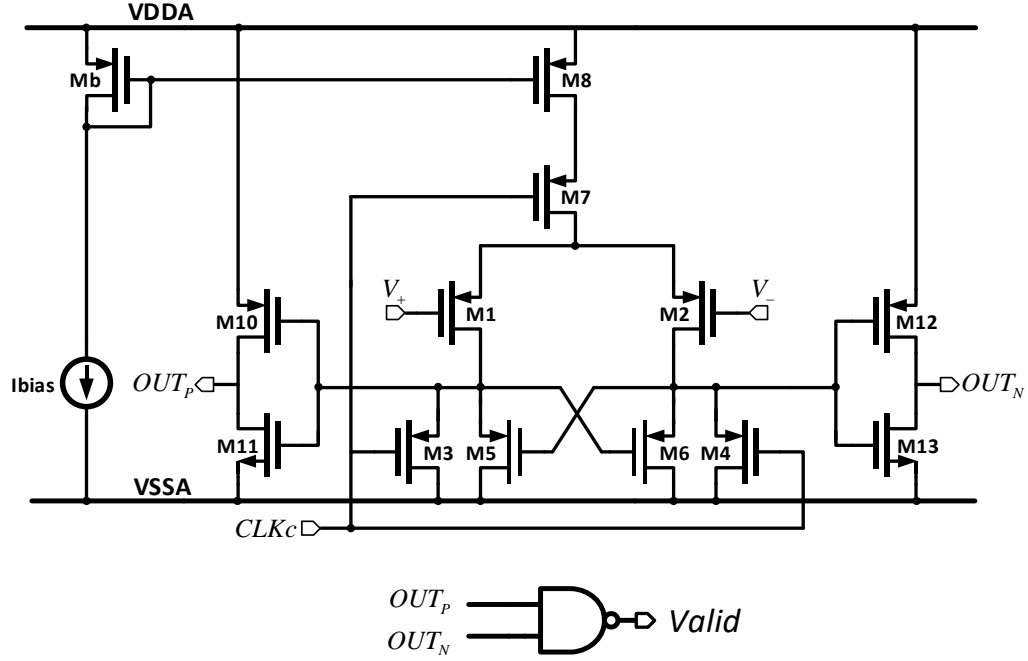 VDDA
Mb
M8
M7
V+
M1
M2
V−
M10
M12
Ibias
OUTP
OUTN
M11
M3
M5
M6
M4
M13
VSSA
CLKc
OUTP
OUTN
Valid